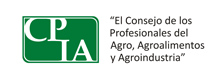 CPIA
“El Consejo de los
Profesionales del
Agro, Agroalimentos
y Agroindustria”